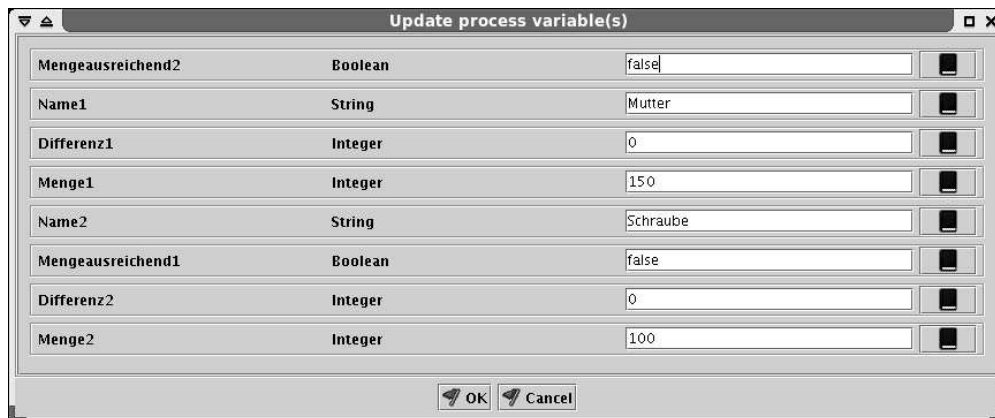 Update process variable(s)
Mengeausreichend2 Boolean false
Name1 String Mutter
Differenz1 Integer 0
Menge1 Integer 150
Name2 String Schraube
Mengeausreichend1 Boolean false
Differenz2 Integer 0
Menge2 Integer 100
OK Cancel